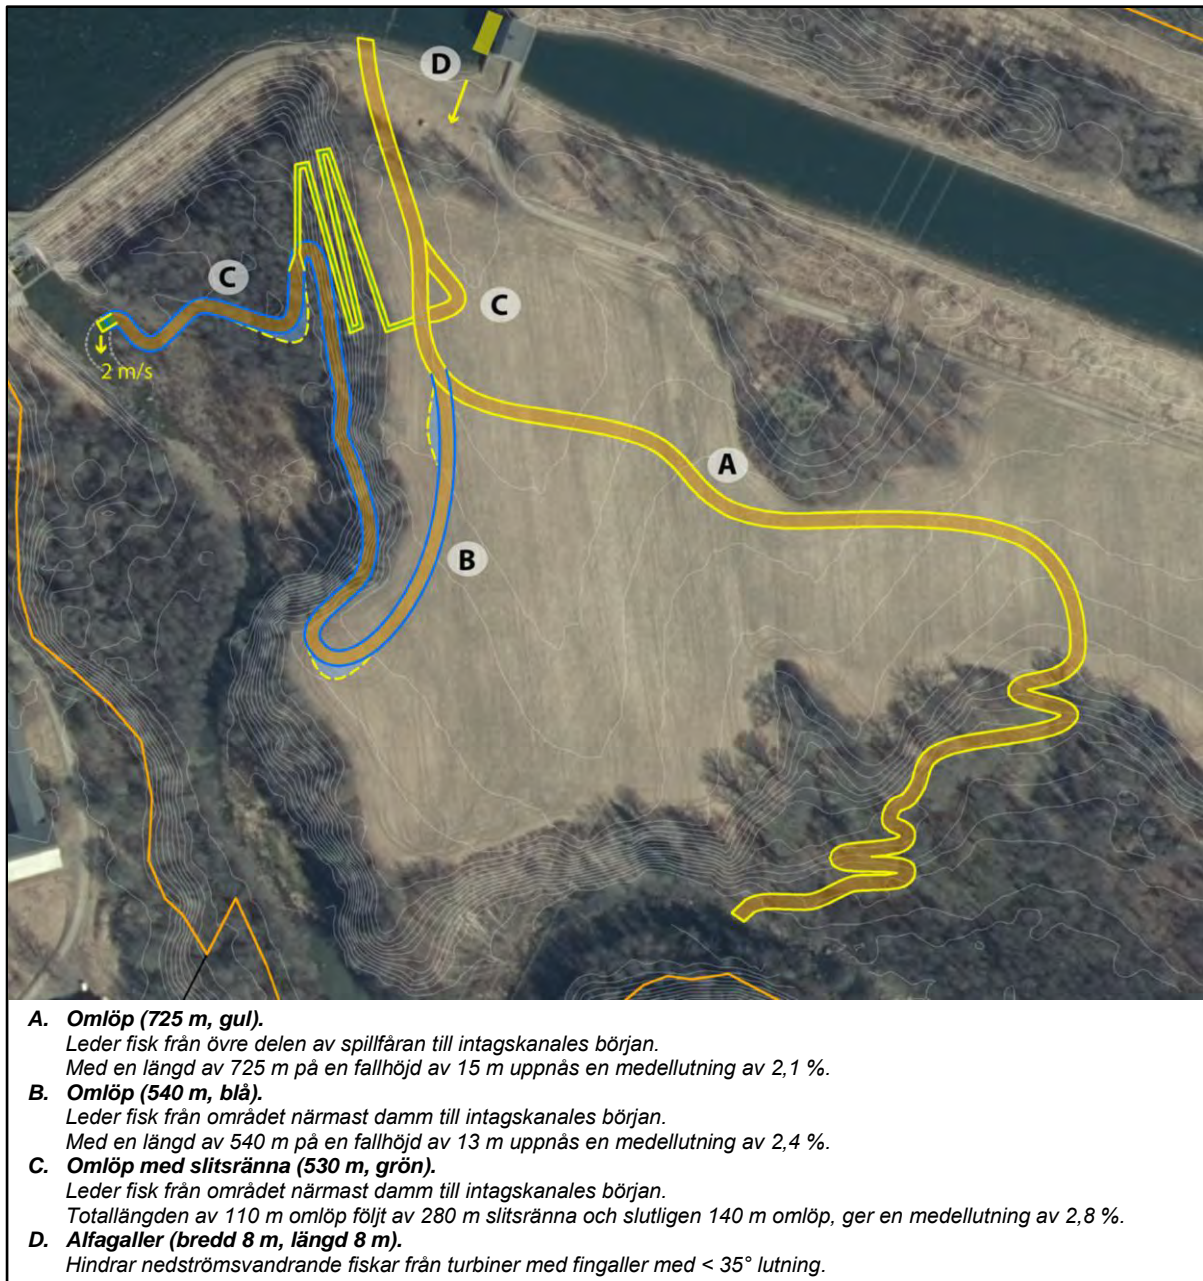 D
C
C
2 m/s
A
B
A. Omlöp (725 m, gul).
Leder fisk från övre delen av spillfåran till intagskanales början.
Med en längd av 725 m på en fallhöjd av 15 m uppnås en medellutning av 2,1 %.
B. Omlöp (540 m, blå).
Leder fisk från området närmast damm till intagskanales början.
Med en längd av 540 m på en fallhöjd av 13 m uppnås en medellutning av 2,4 %.
C. Omlöp med slitsränna (530 m, grön).
Leder fisk från området närmast damm till intagskanales början.
Totallängden av 110 m omlöp följt av 280 m slitsränna och slutligen 140 m omlöp, ger en medellutning av 2,8 %.
D. Alfagaller (bredd 8 m, längd 8 m).
Hindrar nedströmsvandrande fiskar från turbiner med fingaller med < 35° lutning.